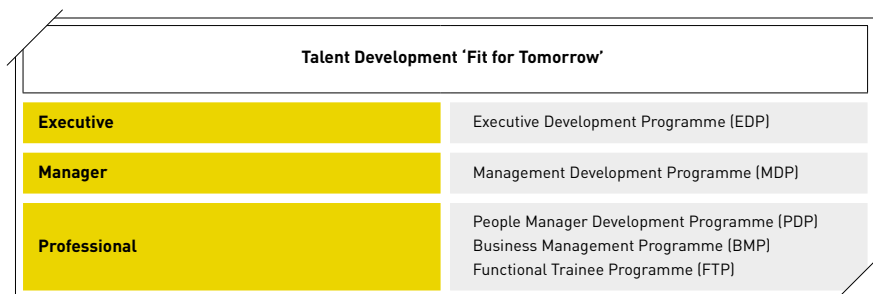 Talent Development ‘Fit for Tomorrow’
Executive
Executive Development Programme (EDP)
Manager
Management Development Programme (MDP)
Professional
People Manager Development Programme (PDP)
Business Management Programme (BMP)
Functional Trainee Programme (FTP)